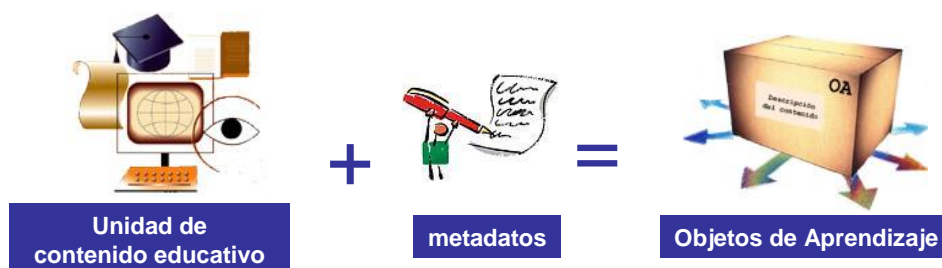 OA
Descripción
del contenido
+
=
Unidad de
contenido educativo
metadatos
Objetos de Aprendizaje